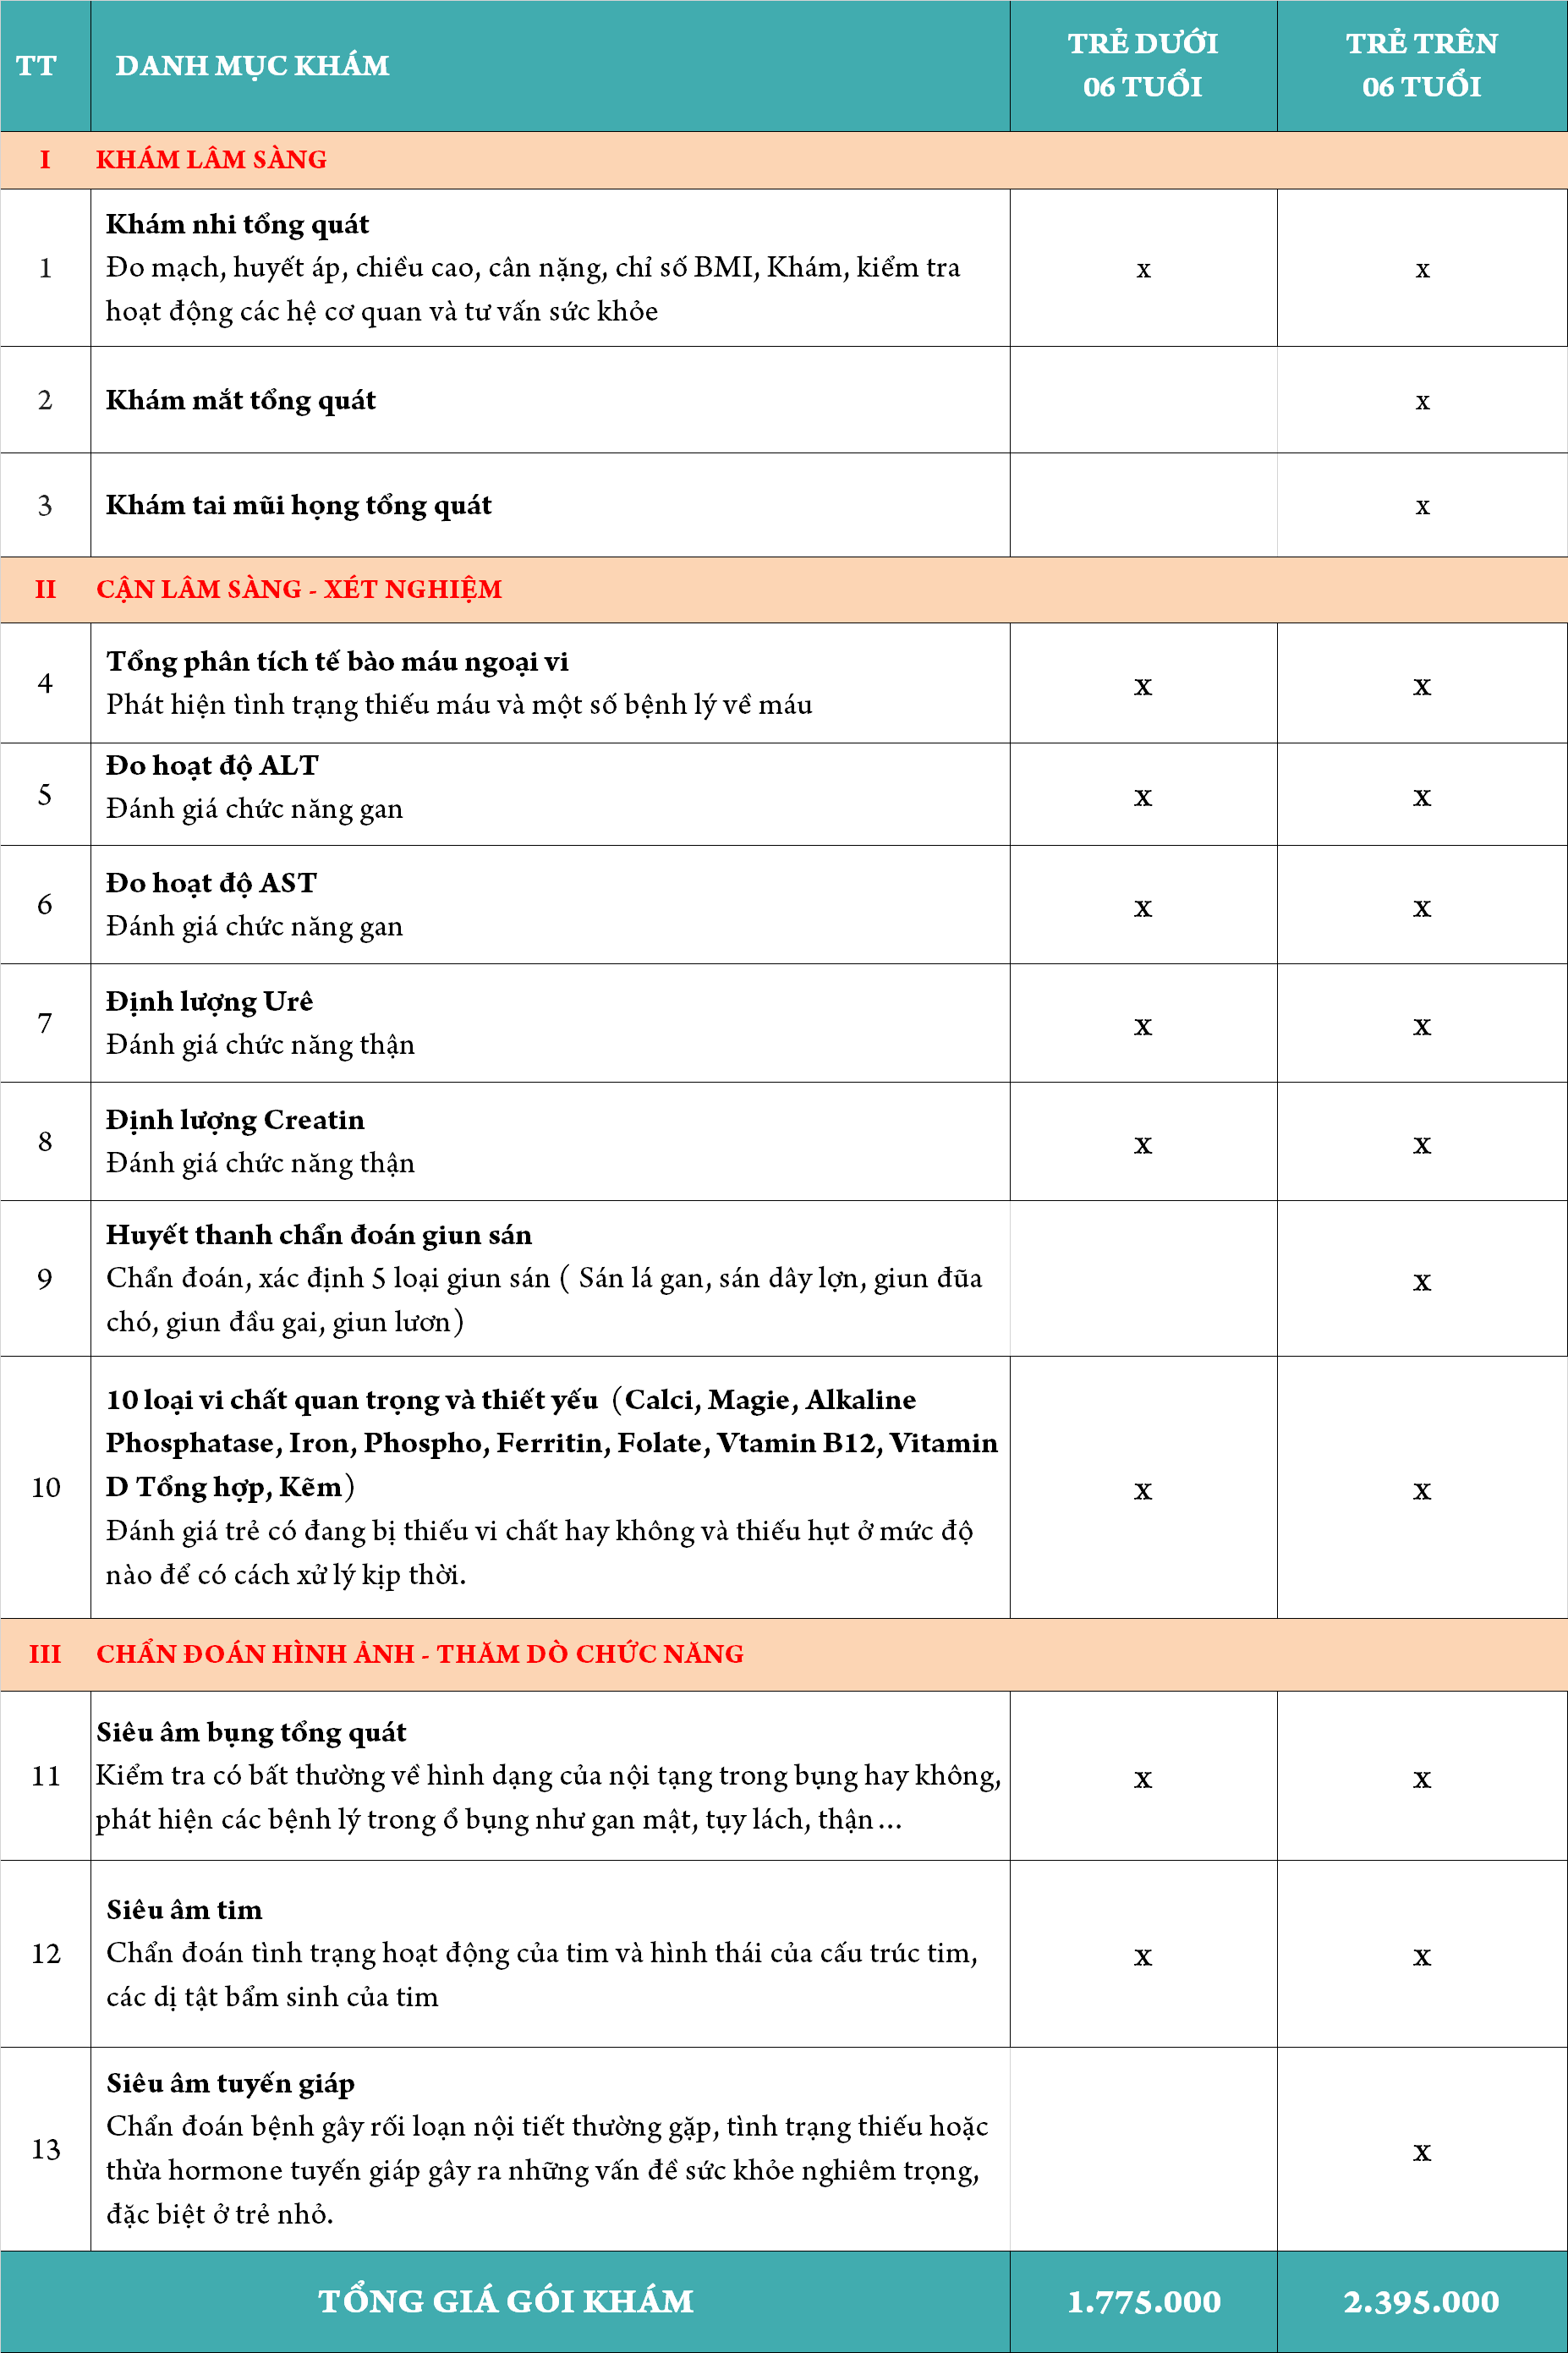 TT
DANH MỤC KHÁM
TRẺ DƯỚI
06 TUỔI
TRẺ TRÊN
06 TUỔI
I KHÁM LÂM SÀNG
1
Khám nhi tổng quát
Đo mạch, huyết áp, chiều cao, cân nặng, chỉ số BMI, Khám, kiểm tra
hoạt động các hệ cơ quan và tư vấn sức khỏe
x x
2 Khám mắt tổng quát x
3 Khám tai mũi họng tổng quát x
II CẬN LÂM SÀNG - XÉT NGHIỆM
4
Tổng phân tích tế bào máu ngoại vi
Phát hiện tình trạng thiếu máu và một số bệnh lý về máu
x x
5
Đo hoạt độ ALT
Đánh giá chức năng gan
x x
6
Đo hoạt độ AST
Đánh giá chức năng gan
x x
7
Định lượng Urê
Đánh giá chức năng thận
x x
8
Định lượng Creatin
Đánh giá chức năng thận
x x
9
Huyết thanh chẩn đoán giun sán
Chẩn đoán, xác định 5 loại giun sán ( Sán lá gan, sán dây lợn, giun đũa
chó, giun đầu gai, giun lươn)
x
10
10 loại vi chất quan trọng và thiết yếu (Calci, Magie, Alkaline
Phosphatase, Iron, Phospho, Ferritin, Folate, Vtamin B12, Vitamin
D Tổng hợp, Kẽm)
Đánh giá trẻ có đang bị thiếu vi chất hay không và thiếu hụt ở mức độ
nào để có cách xử lý kịp thời.
x x
III CHẨN ĐOÁN HÌNH ẢNH - THĂM DÒ CHỨC NĂNG
11
Siêu âm bụng tổng quát
Kiểm tra có bất thường về hình dạng của nội tạng trong bụng hay không,
phát hiện các bệnh lý trong ổ bụng như gan mật, tụy lách, thận...
x x
12
Siêu âm tim
Chẩn đoán tình trạng hoạt động của tim và hình thái của cấu trúc tim,
các dị tật bẩm sinh của tim
x x
13
Siêu âm tuyến giáp
Chẩn đoán bệnh gây rối loạn nội tiết thường gặp, tình trạng thiếu hoặc
thừa hormone tuyến giáp gây ra những vấn đề sức khỏe nghiêm trọng,
đặc biệt ở trẻ nhỏ.
x
TỔNG GIÁ GÓI KHÁM 1.775.000 2.395.000